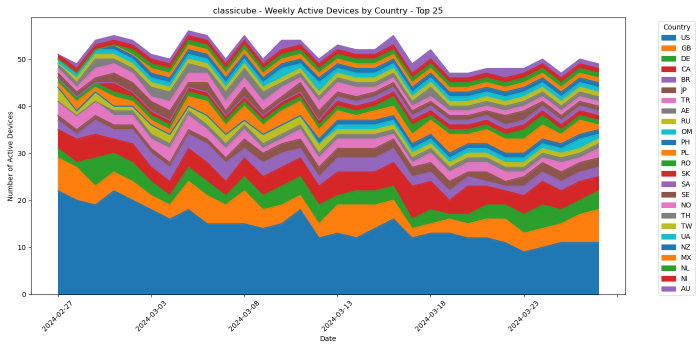 classicube - Weekly Active Devices by Country - Top 25
Number of Active Devices
50
40
30
20
10
0
2024-02-27
2024-03-03
2024-03-08
2024-03-13
2024-03-18
2024-03-23
Date
Country
US
GB
DE
CA
BR
JP
TR
AE
RU
OM
PH
PL
RO
SK
SA
SE
NO
TH
TW
UA
NZ
MX
NL
NI
AU